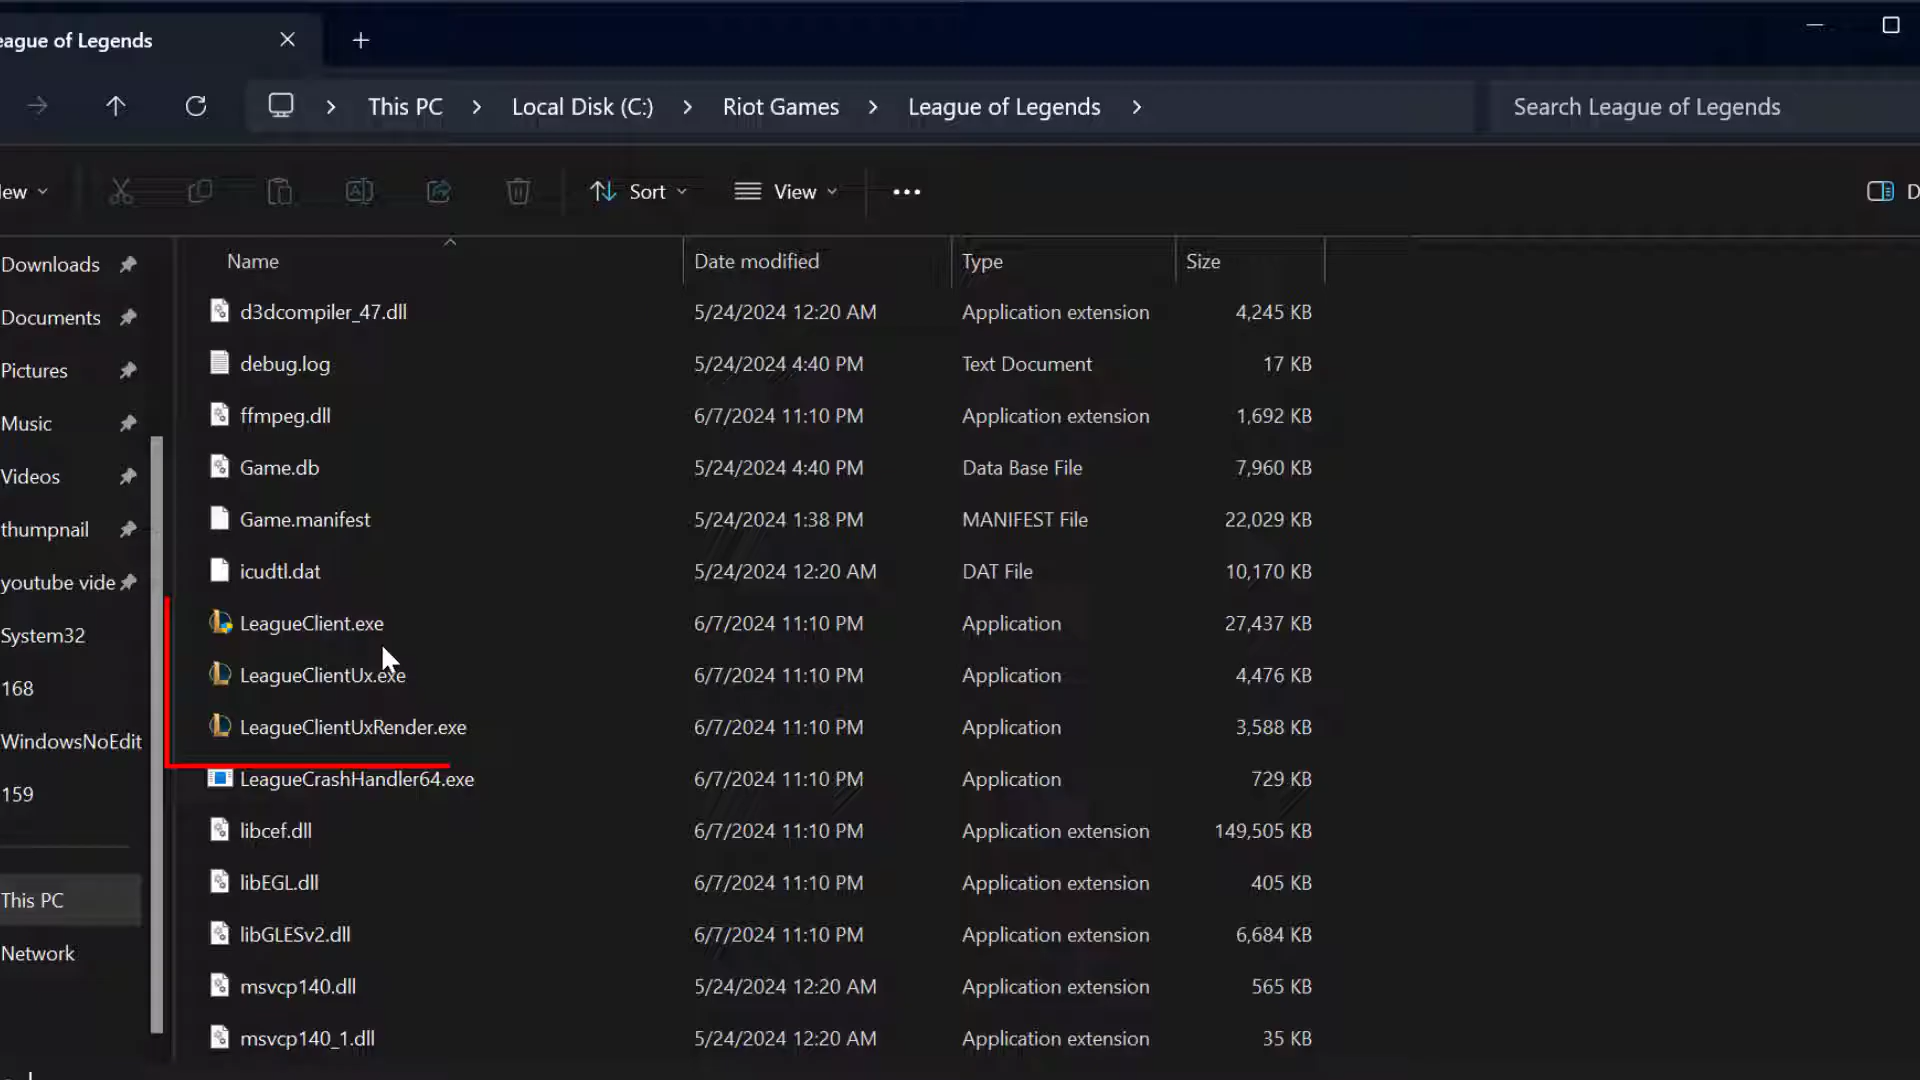 eague of Legends
This PC Local Disk (C:) Riot Games League of Legends Search League of Legends
ew Sort View D
Name Date modified Type Size
Downloads
d3dcompiler_47.dll 5/24/2024 12:20 AM Application extension 4,245 KB
Documents
debug.log 5/24/2024 4:40 PM Text Document 17 KB
Pictures
ffmpeg.dll 6/7/2024 11:10 PM Application extension 1,692 KB
Music
Game.db 5/24/2024 4:40 PM Data Base File 7,960 KB
Videos
Game.manifest 5/24/2024 1:38 PM MANIFEST File 22,029 KB
thumpnail
icudtl.dat 5/24/2024 12:20 AM DAT File 10,170 KB
youtube vide
LeagueClient.exe 6/7/2024 11:10 PM Application 27,437 KB
System32
LeagueClientUx.exe 6/7/2024 11:10 PM Application 4,476 KB
168
LeagueClientUxRender.exe 6/7/2024 11:10 PM Application 3,588 KB
WindowsNoEdit
LeagueCrashHandler64.exe 6/7/2024 11:10 PM Application 729 KB
159
libcef.dll 6/7/2024 11:10 PM Application extension 149,505 KB
libEGL.dll 6/7/2024 11:10 PM Application extension 405 KB
This PC
libGLESv2.dll 6/7/2024 11:10 PM Application extension 6,684 KB
Network
msvcp140.dll 5/24/2024 12:20 AM Application extension 565 KB
msvcp140_1.dll 5/24/2024 12:20 AM Application extension 35 KB